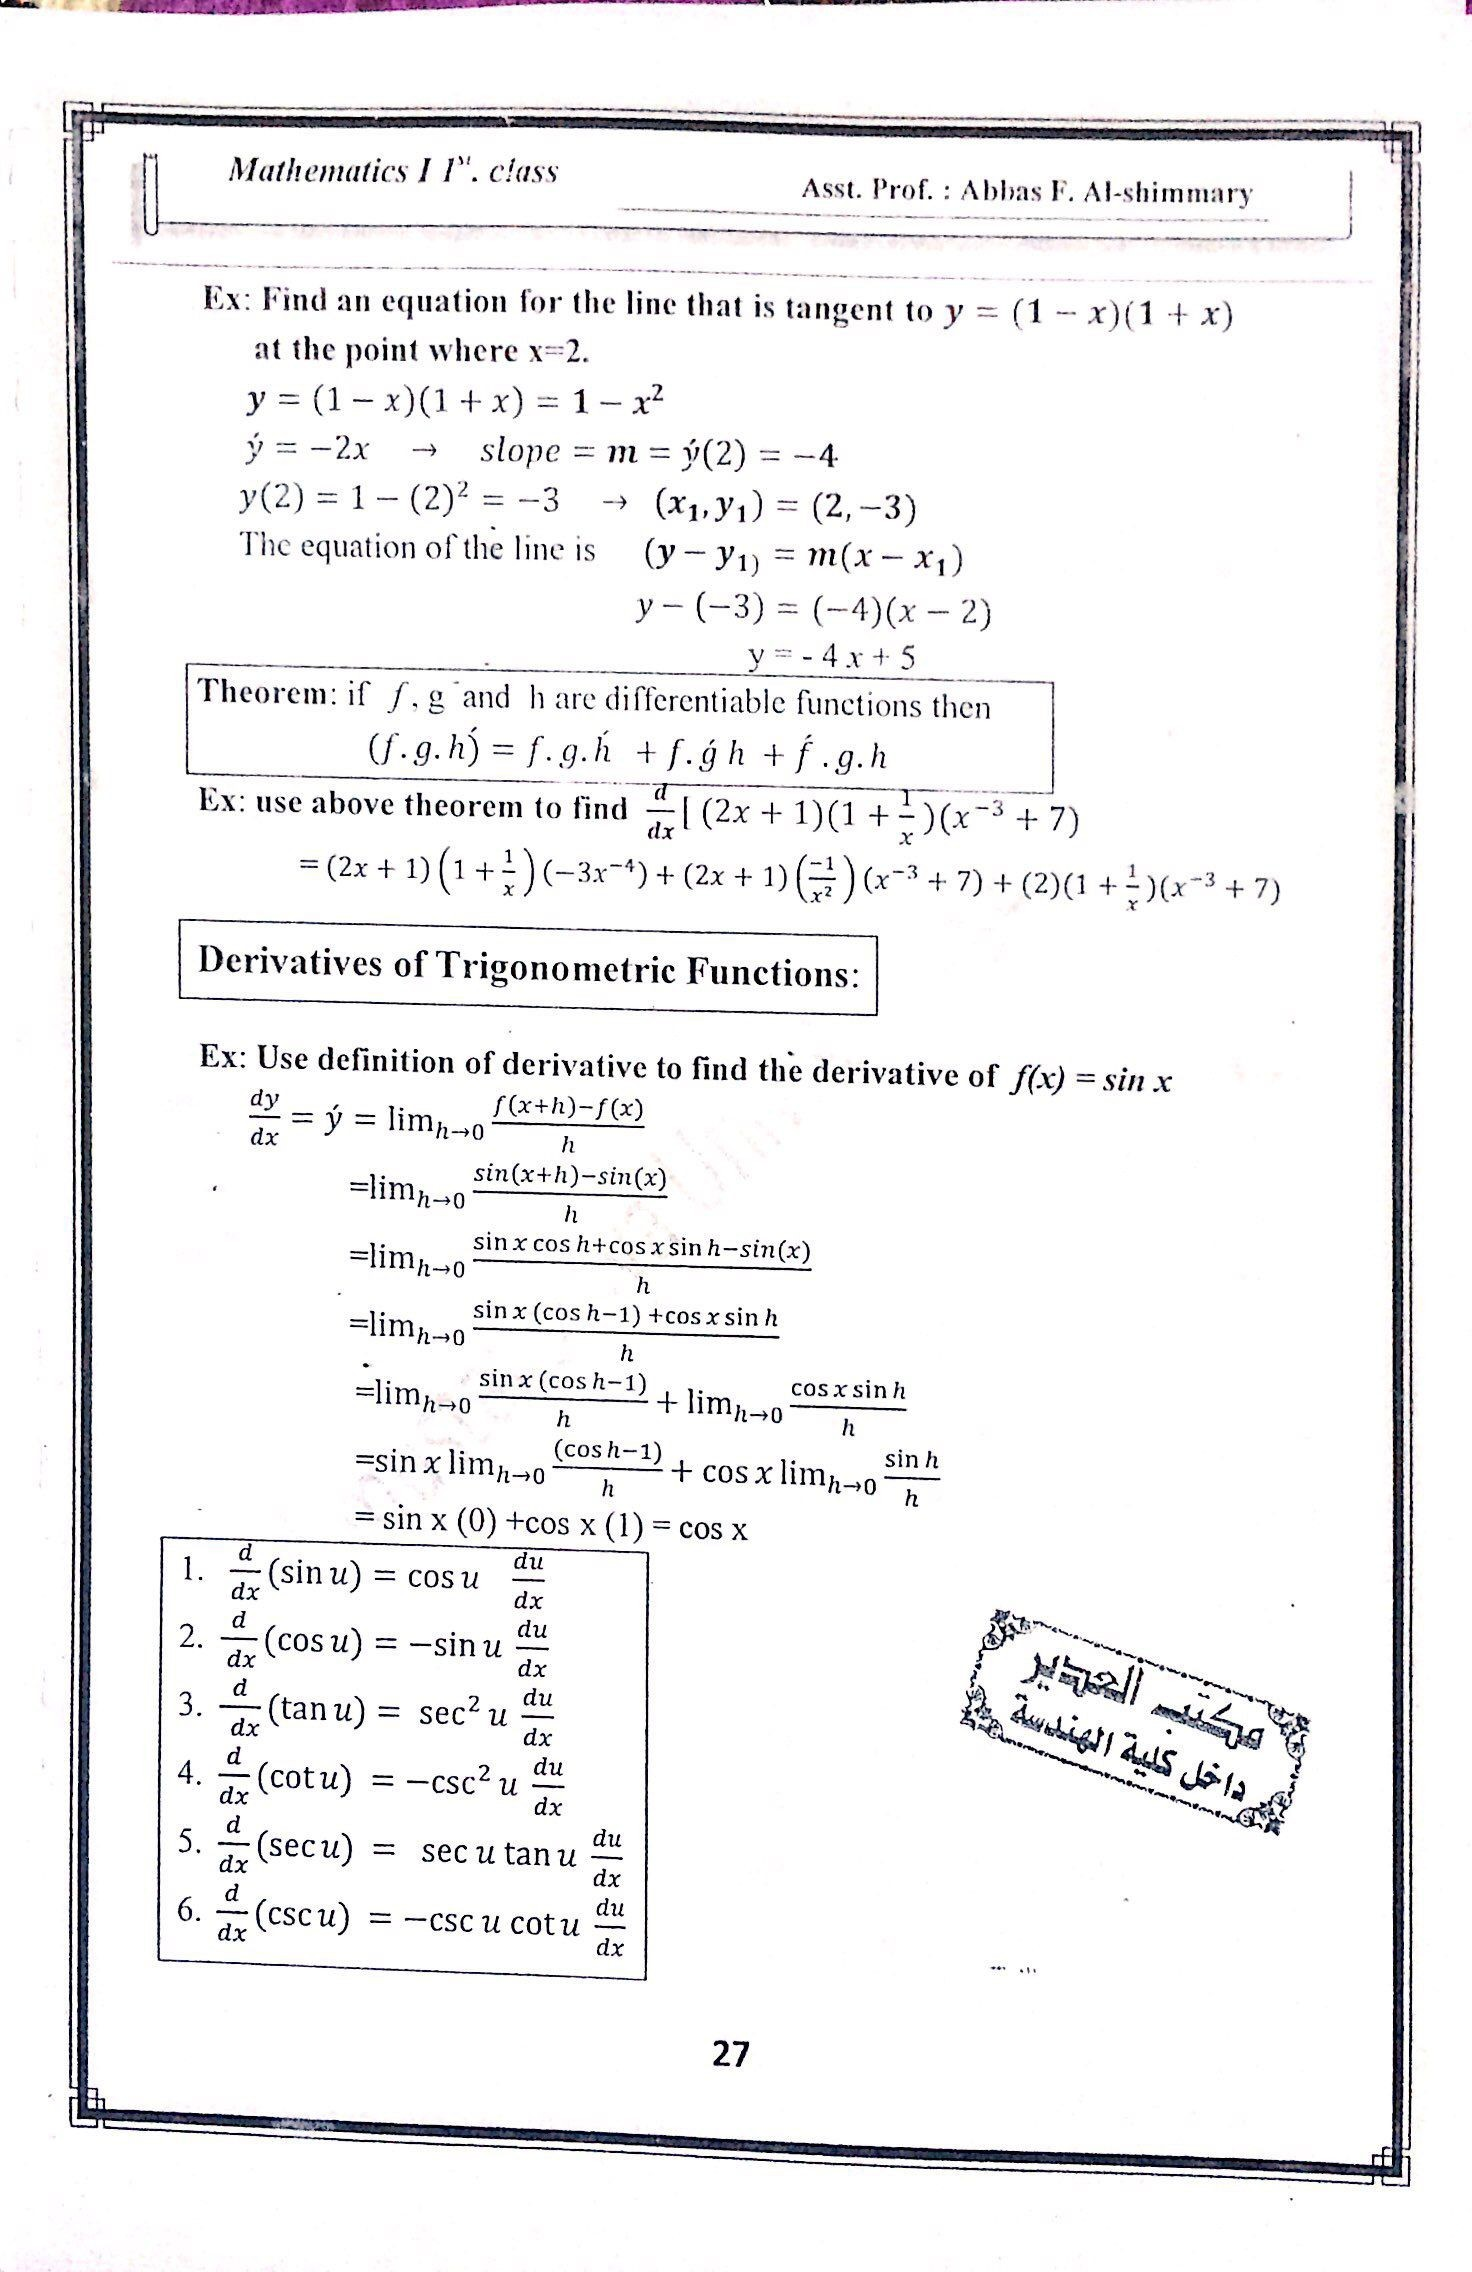 Mathematics I 1st. class
Asst. Prof. : Abbas F. Al-shimmary
Ex: Find an equation for the line that is tangent to y = (1 − x)(1 + x)
at the point where x=2.
y = (1 − x)(1 + x) = 1 − x²
ý = −2x → slope = m = ý(2) = −4
y(2) = 1 − (2)² = −3 → (x₁, y₁) = (2, −3)
The equation of the line is (y − y₁) = m(x − x₁)
y − (−3) = (−4)(x − 2)
y = - 4 x + 5
Theorem: if f , g and h are differentiable functions then
(f. g. h)́ = f. g. h́ + f. ǵ h + f́ . g. h
Ex: use above theorem to find d/dx [ (2x + 1)(1 + 1/x)(x⁻³ + 7)
= (2x + 1) (1 + 1/x) (−3x⁻⁴) + (2x + 1) (−1/x²) (x⁻³ + 7) + (2)(1 + 1/x)(x⁻³ + 7)
Derivatives of Trigonometric Functions:
Ex: Use definition of derivative to find the derivative of f(x) = sin x
dy/dx = ý = limₕ→₀ f(x+h)−f(x)/h
=limₕ→₀ sin(x+h)−sin(x)/h
=limₕ→₀ sin x cos h+cos x sin h−sin(x)/h
=limₕ→₀ sin x (cos h−1) +cos x sin h/h
=limₕ→₀ sin x (cos h−1)/h + limₕ→₀ cos x sin h/h
=sin x limₕ→₀ (cos h−1)/h + cos x limₕ→₀ sin h/h
= sin x (0) +cos x (1) = cos x
1. d/dx (sin u) = cos u du/dx
2. d/dx (cos u) = −sin u du/dx
3. d/dx (tan u) = sec² u du/dx
4. d/dx (cot u) = −csc² u du/dx
5. d/dx (sec u) = sec u tan u du/dx
6. d/dx (csc u) = −csc u cot u du/dx
مكتب الغدير
داخل كلية الهندسة
27